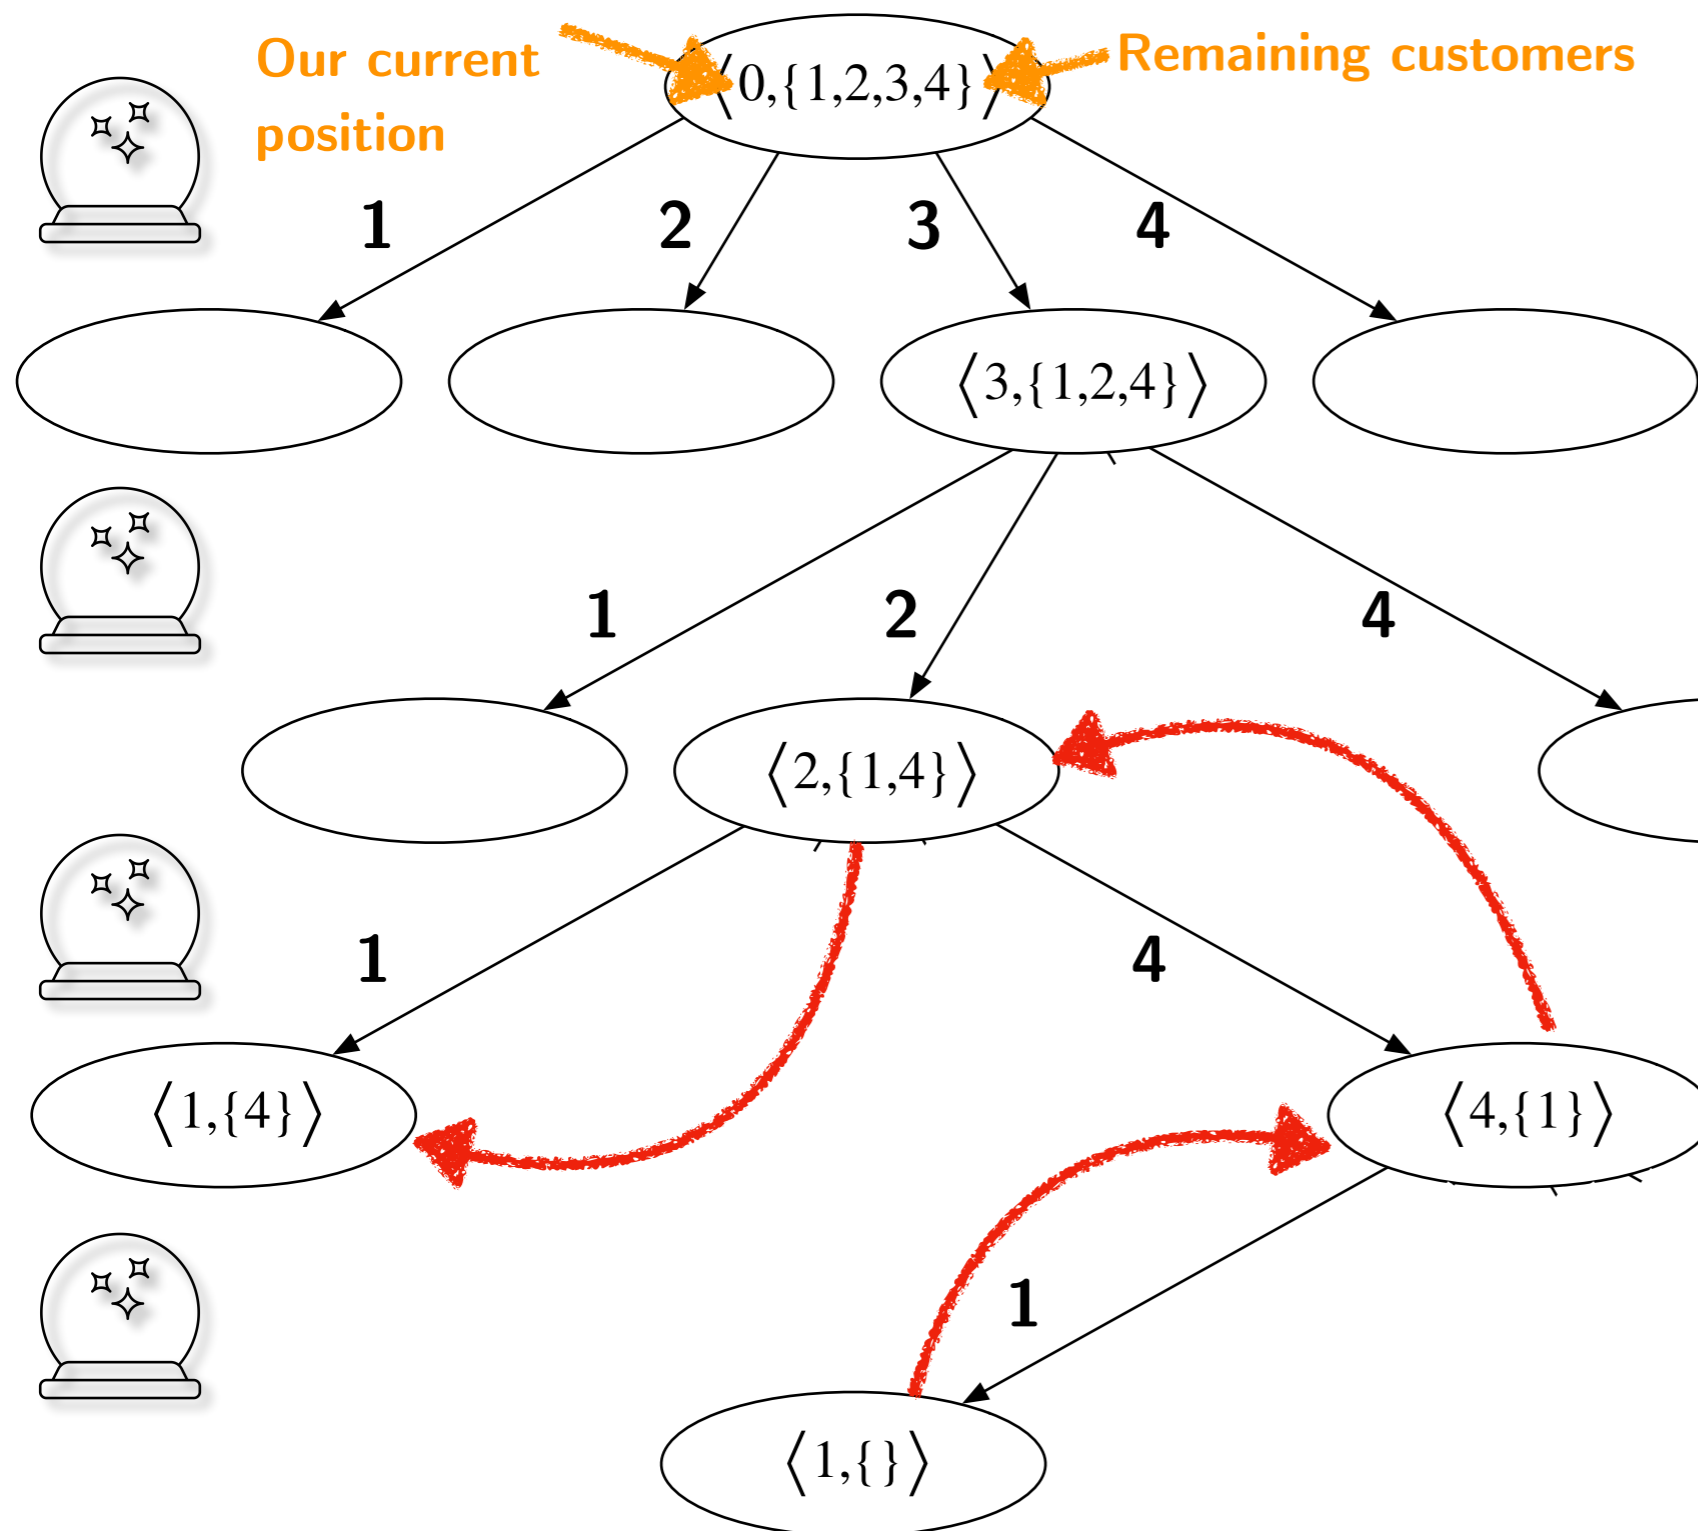 Our current
position
⟨0,{1,2,3,4}⟩
Remaining customers
1 2 3 4
⟨3,{1,2,4}⟩
1 2 4
⟨2,{1,4}⟩
1 4
⟨1,{4}⟩ ⟨4,{1}⟩
1
⟨1,{ }⟩